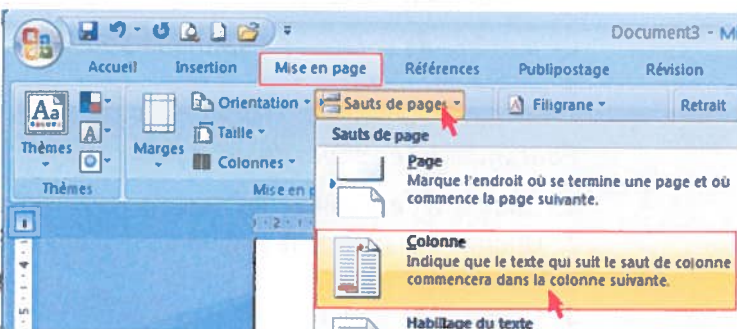 Document3 - M
Accueil Insertion Mise en page Références Publipostage Révision
Aa
Thèmes
Marges
Orientation
Taille
Colonnes
Sauts de pages
Filigrane
Retrait
Thèmes
Mise en p
Sauts de page
Page
Marque l'endroit où se termine une page et où
commence la page suivante.
Colonne
Indique que le texte qui suit le saut de colonne
commencera dans la colonne suivante.
Habillage du texte
2
4
5